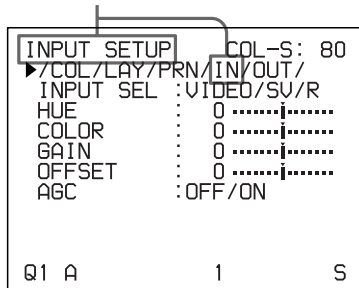 INPUT SETUP COL-S: 80
▶/COL/LAY/PRN/IN/OUT/
INPUT SEL :VIDEO/SV/R
HUE : 0
COLOR : 0
GAIN : 0
OFFSET : 0
AGC :OFF/ON
Q1 A 1 S